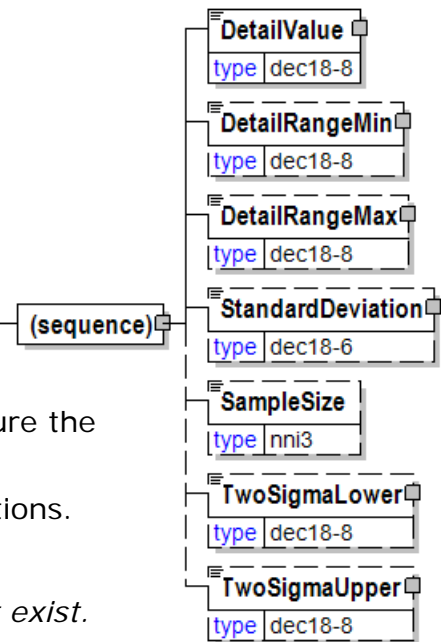 DetailValue
type dec18-8
DetailRangeMin
type dec18-8
DetailRangeMax
type dec18-8
StandardDeviation
type dec18-6
(sequence)
SampleSize
type nni3
ure the
TwoSigmaLower
type dec18-8
tions.
TwoSigmaUpper
type dec18-8
exist.